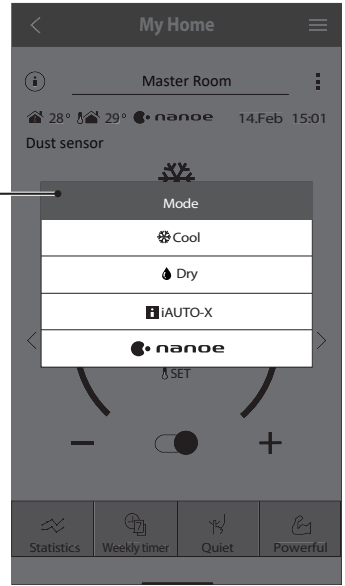 My Home
Master Room
28° 29° nanoe 14.Feb 15:01
Dust sensor
Mode
Cool
Dry
iAUTO-X
nanoe
SET
Statistics Weekly timer Quiet Powerful